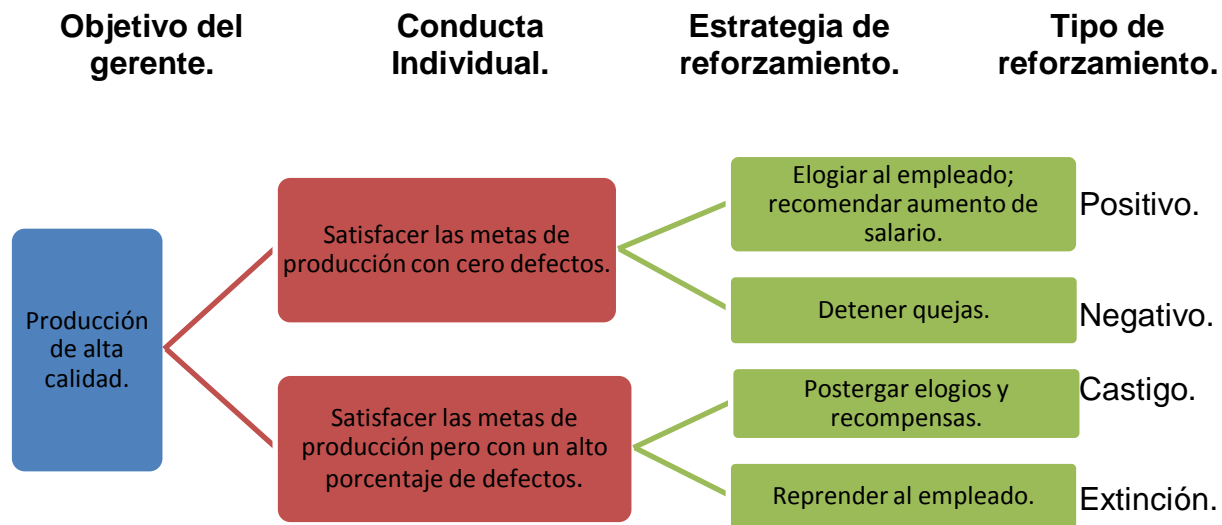 Objetivo del
gerente.
Conducta
Individual.
Estrategia de
reforzamiento.
Tipo de
reforzamiento.
Producción
de alta
calidad.
Satisfacer las metas de
producción con cero defectos.
Elogiar al empleado;
recomendar aumento de
salario.
Positivo.
Detener quejas.
Negativo.
Satisfacer las metas de
producción pero con un alto
porcentaje de defectos.
Postergar elogios y
recompensas.
Castigo.
Reprender al empleado.
Extinción.